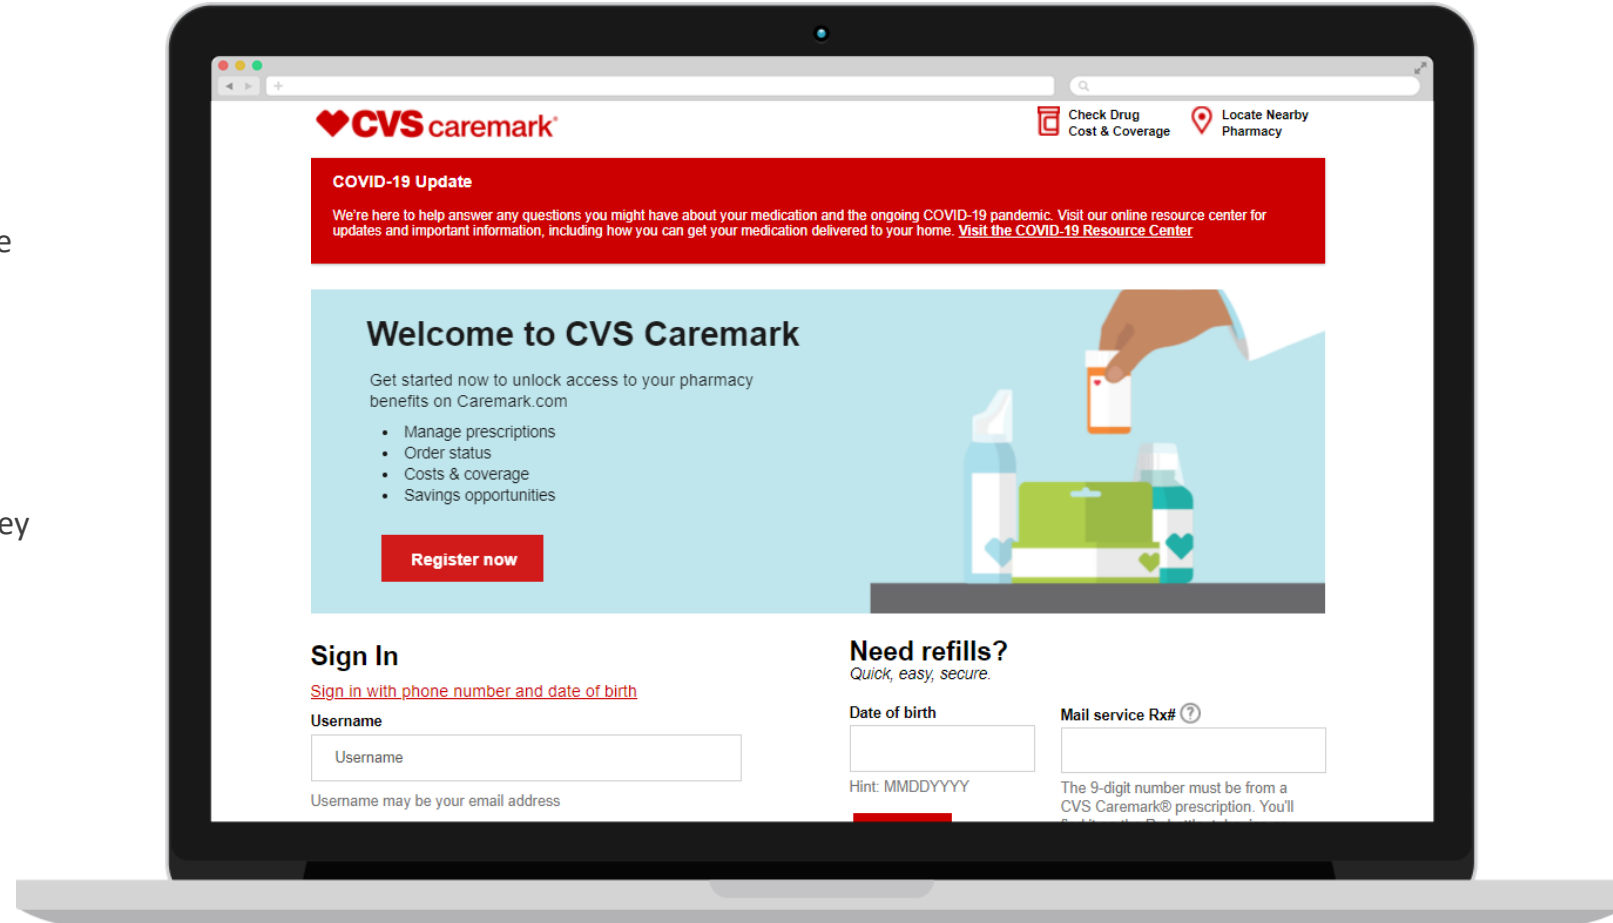 e
ey
CVS caremark®
Check Drug
Cost & Coverage
Locate Nearby
Pharmacy
COVID-19 Update
We're here to help answer any questions you might have about your medication and the ongoing COVID-19 pandemic. Visit our online resource center for
updates and important information, including how you can get your medication delivered to your home. Visit the COVID-19 Resource Center
Welcome to CVS Caremark
Get started now to unlock access to your pharmacy
benefits on Caremark.com
• Manage prescriptions
• Order status
• Costs & coverage
• Savings opportunities
Register now
Sign In
Sign in with phone number and date of birth
Username
Username
Username may be your email address
Need refills?
Quick, easy, secure.
Date of birth
Hint: MMDDYYYY
Mail service Rx# ?
The 9-digit number must be from a
CVS Caremark® prescription. You'll